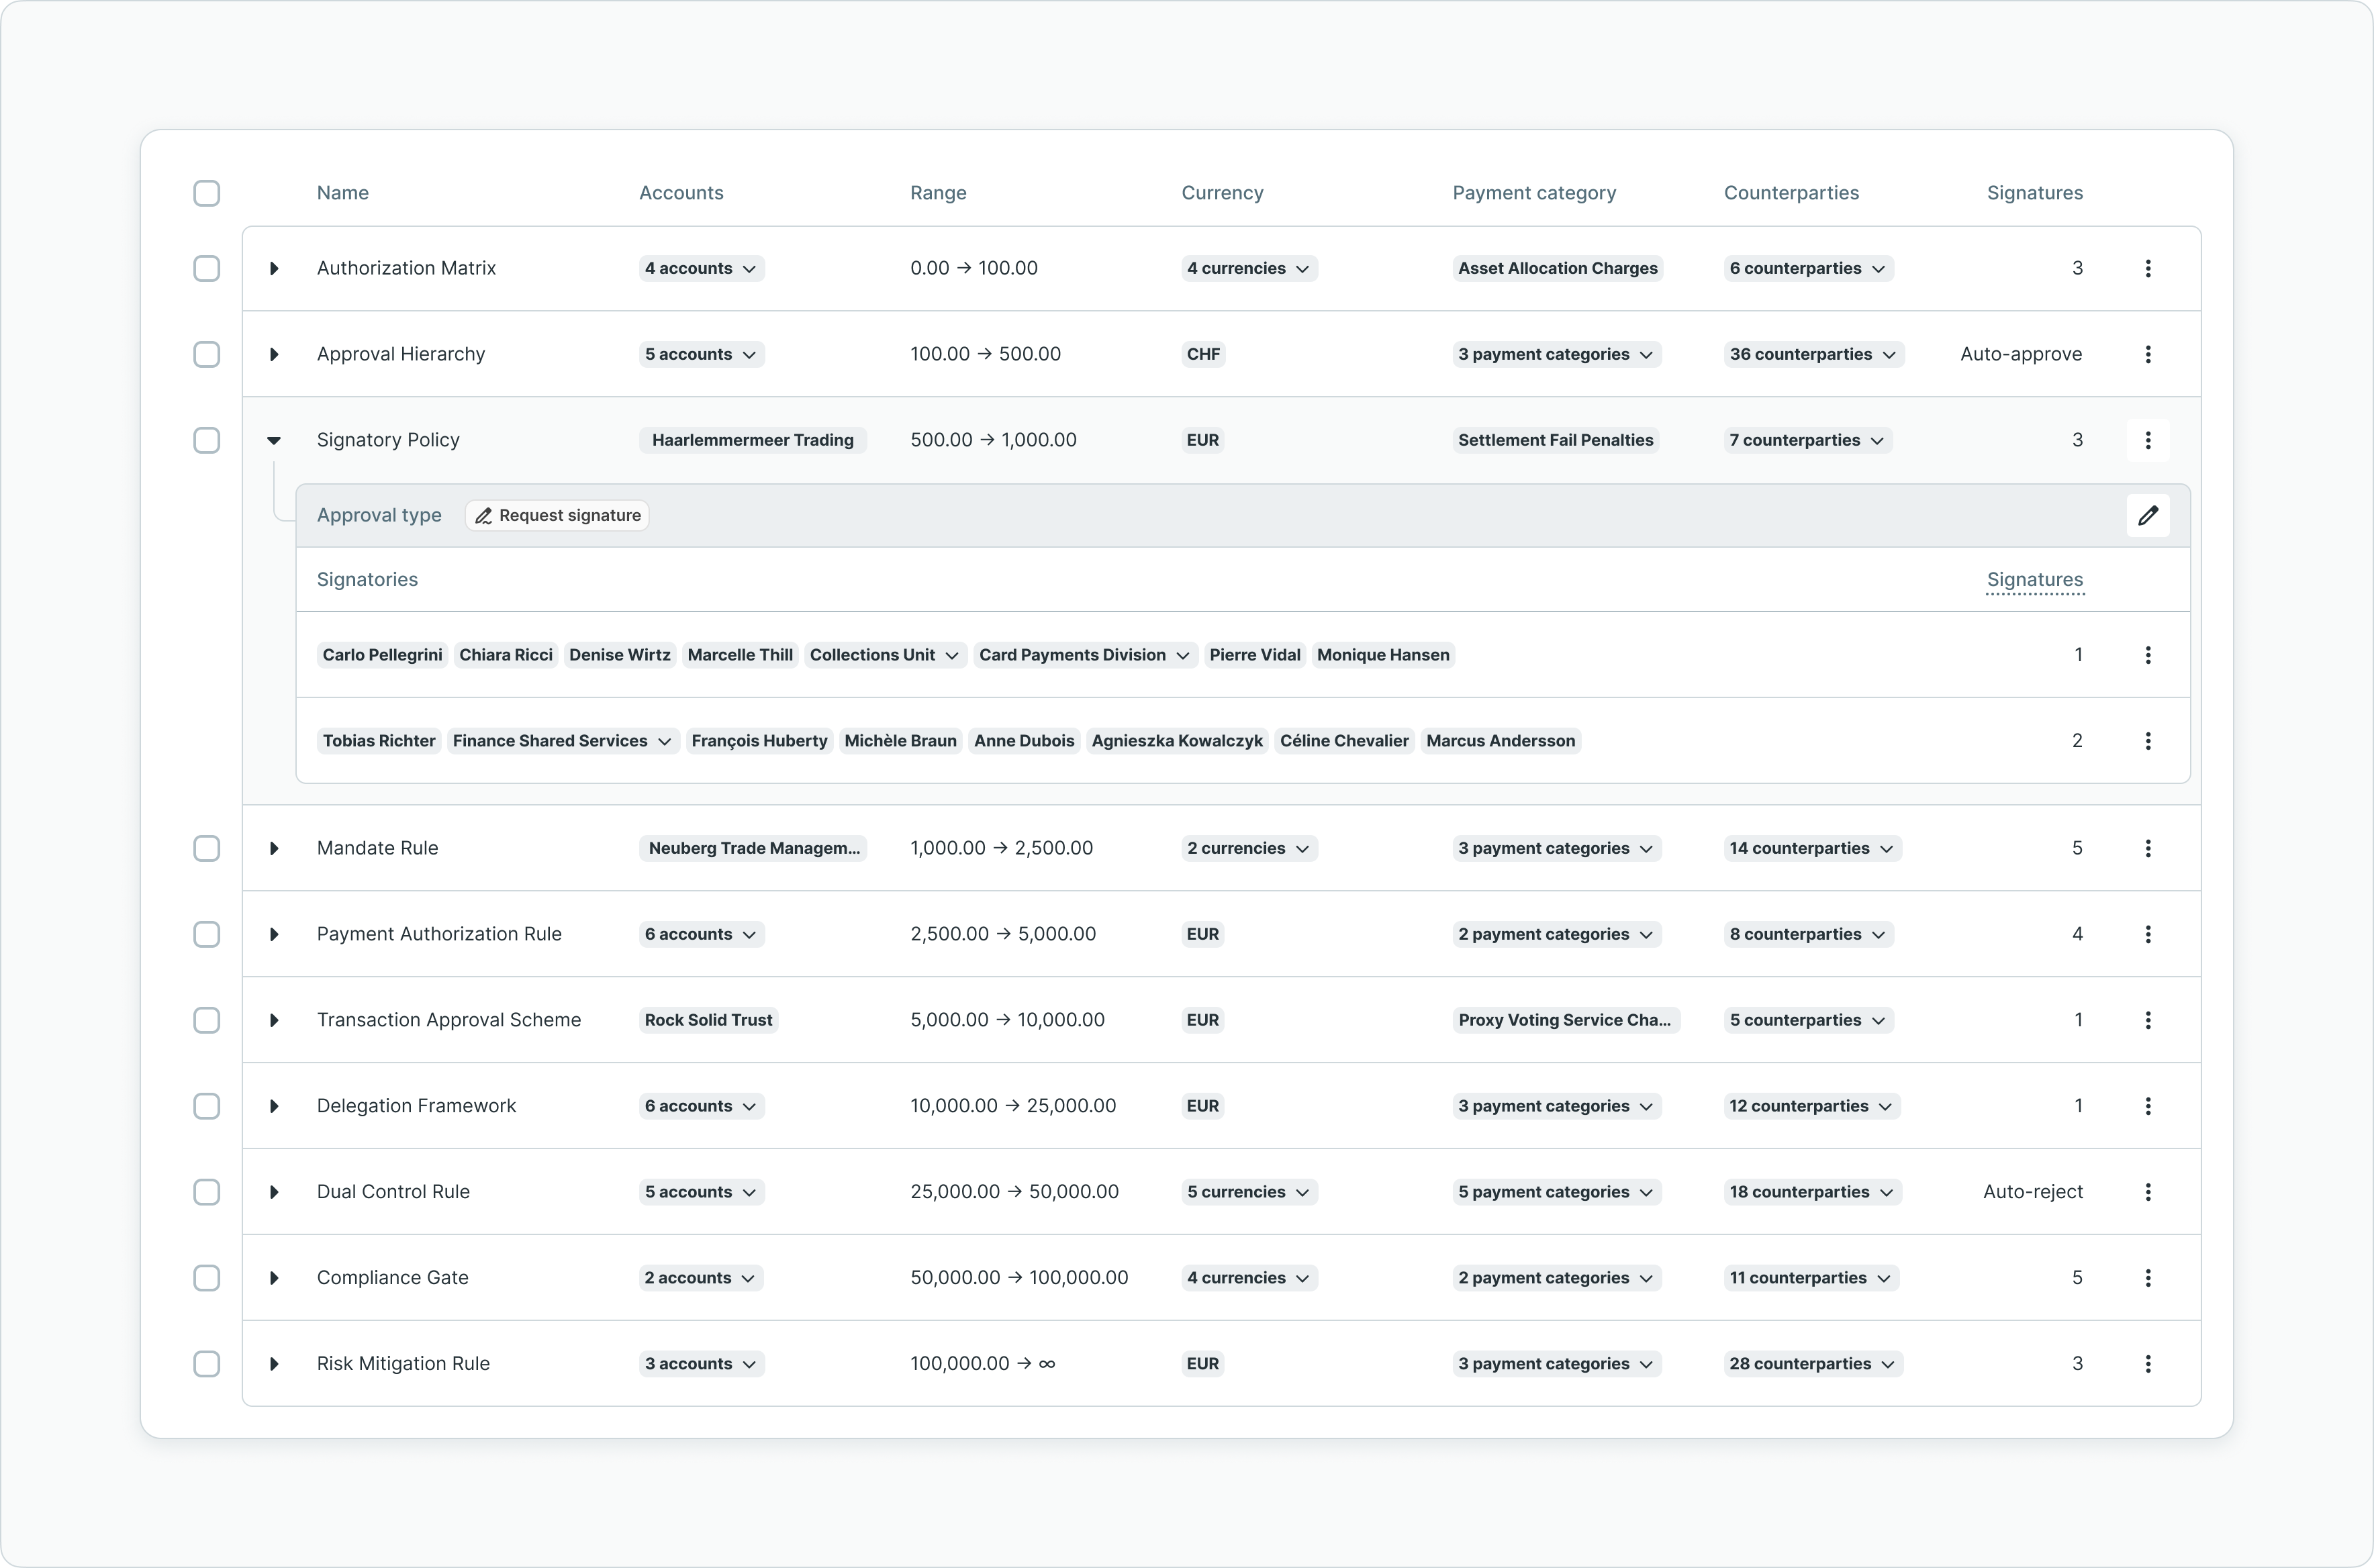 Name Accounts Range Currency Payment category Counterparties Signatures
Authorization Matrix 4 accounts 0.00 → 100.00 4 currencies Asset Allocation Charges 6 counterparties 3
Approval Hierarchy 5 accounts 100.00 → 500.00 CHF 3 payment categories 36 counterparties Auto-approve
Signatory Policy Haarlemmermeer Trading 500.00 → 1,000.00 EUR Settlement Fail Penalties 7 counterparties 3
Approval type Request signature
Signatories Signatures
Carlo Pellegrini Chiara Ricci Denise Wirtz Marcelle Thill Collections Unit Card Payments Division Pierre Vidal Monique Hansen 1
Tobias Richter Finance Shared Services François Huberty Michèle Braun Anne Dubois Agnieszka Kowalczyk Céline Chevalier Marcus Andersson 2
Mandate Rule Neuberg Trade Managem... 1,000.00 → 2,500.00 2 currencies 3 payment categories 14 counterparties 5
Payment Authorization Rule 6 accounts 2,500.00 → 5,000.00 EUR 2 payment categories 8 counterparties 4
Transaction Approval Scheme Rock Solid Trust 5,000.00 → 10,000.00 EUR Proxy Voting Service Cha... 5 counterparties 1
Delegation Framework 6 accounts 10,000.00 → 25,000.00 EUR 3 payment categories 12 counterparties 1
Dual Control Rule 5 accounts 25,000.00 → 50,000.00 5 currencies 5 payment categories 18 counterparties Auto-reject
Compliance Gate 2 accounts 50,000.00 → 100,000.00 4 currencies 2 payment categories 11 counterparties 5
Risk Mitigation Rule 3 accounts 100,000.00 → ∞ EUR 3 payment categories 28 counterparties 3